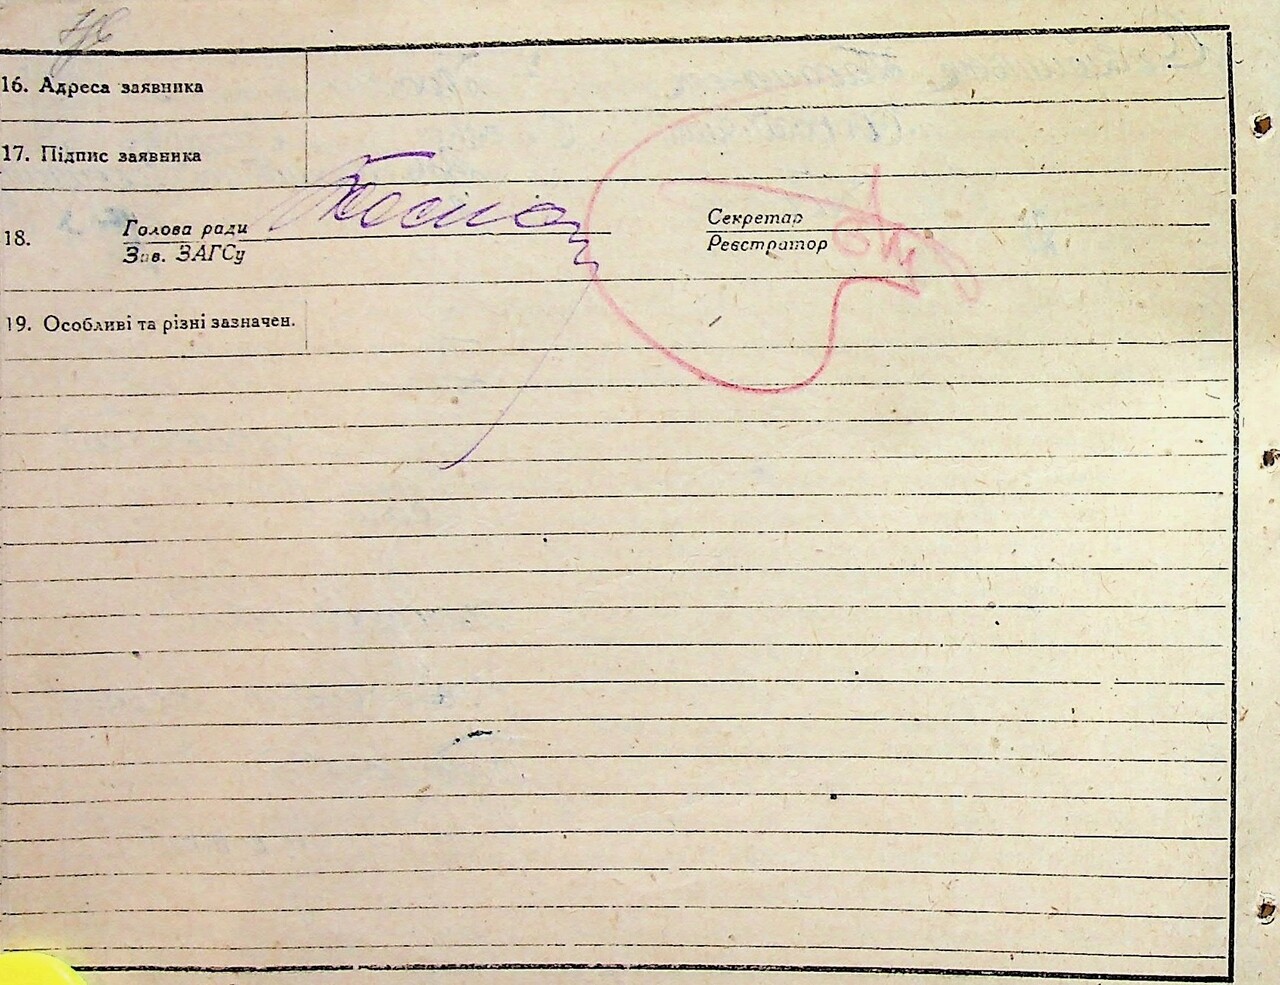 16. Адреса заявника
17. Підпис заявника
18. Голова ради
Зав. ЗАГСу
Секретар
Реєстратор
19. Особливі та різні зазначен.